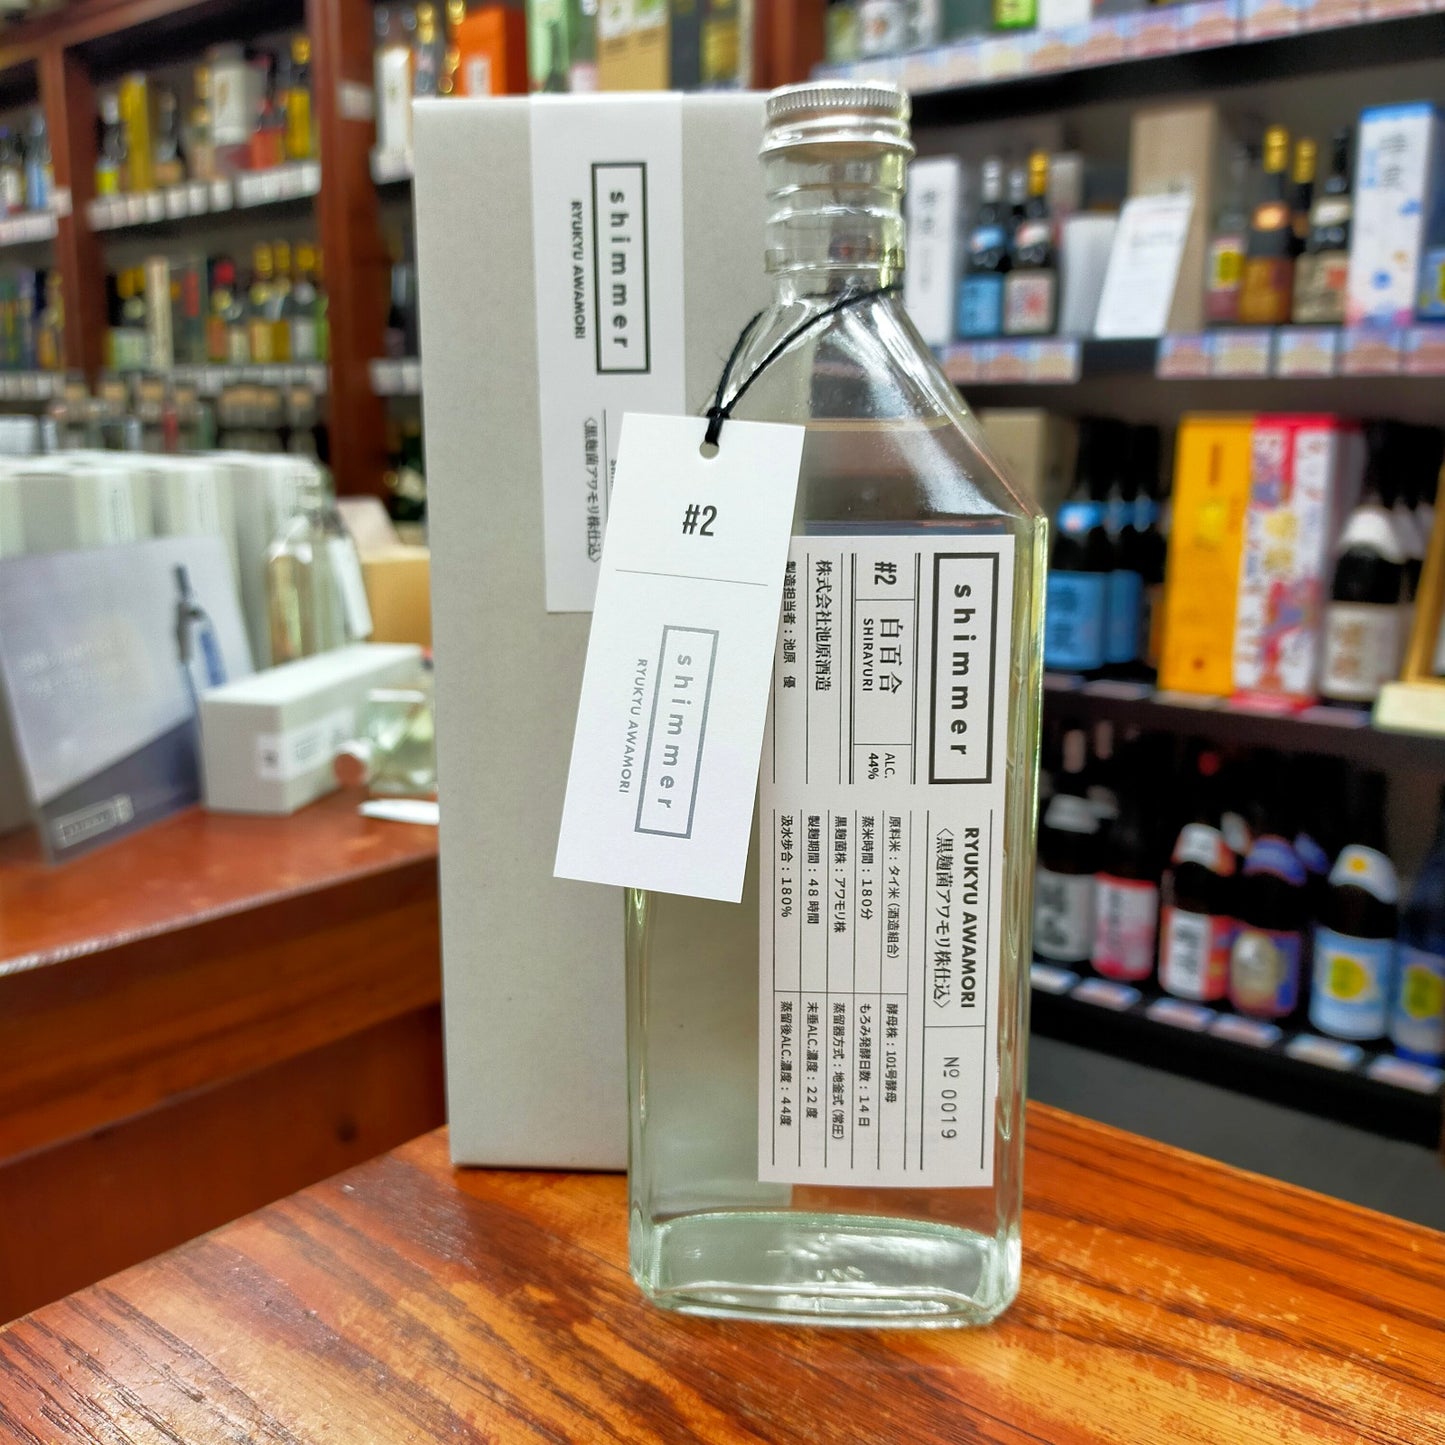 shimmer
RYUKYU AWAMORI
〈黒麹菌アワモリ株仕込〉
#2
shimmer
RYUKYU AWAMORI
shimmer
RYUKYU AWAMORI
〈黒麹菌アワモリ株仕込〉
№ 0019
#2
白百合
SHIRAYURI
ALC.
44%
株式会社池原酒造
製造担当者：池原 優
原料米：タイ米(酒造組合)
蒸米時間：180分
黒麹菌株：アワモリ株
製麹期間：48時間
汲水歩合：180%
酵母株：101号酵母
もろみ発酵日数：14日
蒸留器方式：地釜式(常圧)
末垂ALC.濃度：22度
蒸留後ALC.濃度：44度